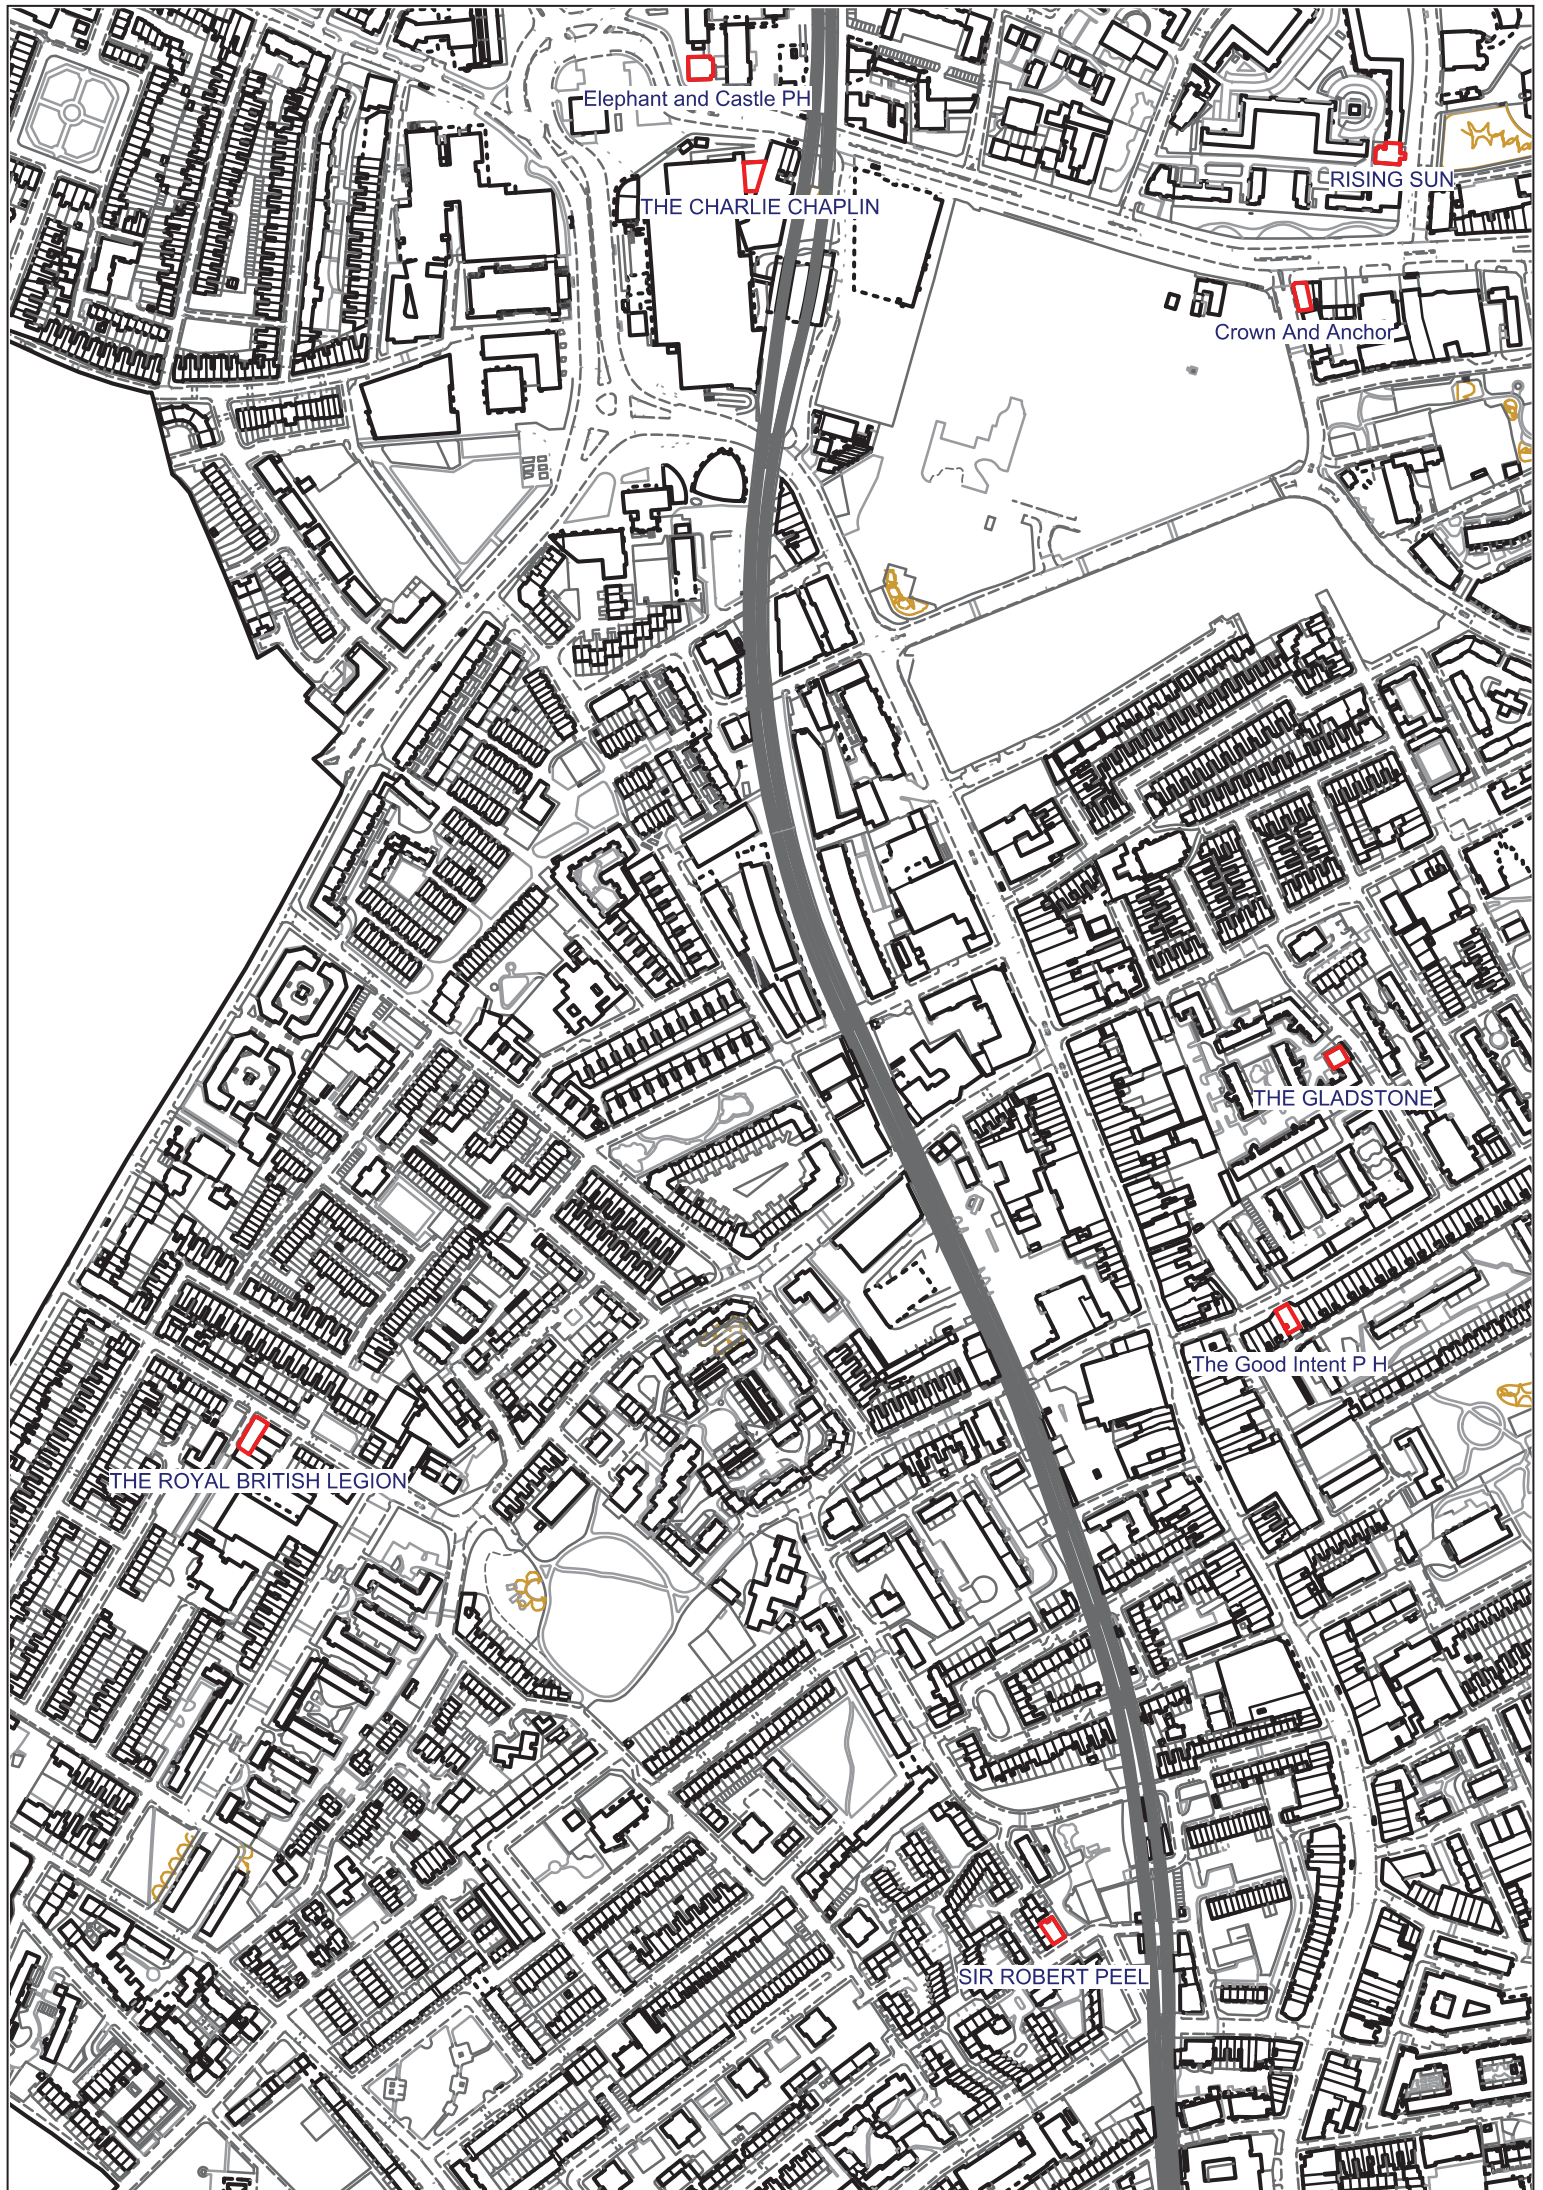 Elephant and Castle PH
RISING SUN
THE CHARLIE CHAPLIN
Crown And Anchor
THE GLADSTONE
The Good Intent P H
THE ROYAL BRITISH LEGION
SIR ROBERT PEEL